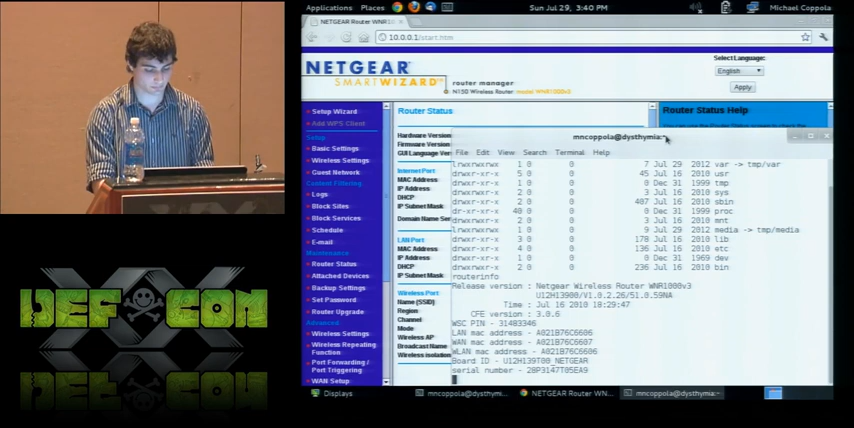 Applications Places
Sun Jul 29, 3:40 PM
Michael Coppola
NETGEAR Router WNR10
10.0.0.1/start.htm
NETGEAR
SMARTWIZARD
router manager
N150 Wireless Router model WNR1000v3
Select Language:
English
Apply
Setup Wizard
Add WPS Client
Setup
Basic Settings
Wireless Settings
Guest Network
Content Filtering
Logs
Block Sites
Block Services
Schedule
E-mail
Maintenance
Router Status
Attached Devices
Backup Settings
Set Password
Router Upgrade
Advanced
Wireless Settings
Wireless Repeating
Function
Port Forwarding /
Port Triggering
WAN Setup
Router Status
Hardware Version
Firmware Version
GUI Language Ver
Internet Port
MAC Address
IP Address
DHCP
IP Subnet Mask
Domain Name Ser
LAN Port
MAC Address
IP Address
DHCP
IP Subnet Mask
Wireless Port
Name (SSID)
Region
Channel
Mode
Wireless AP
Broadcast Name
Wireless isolation
Router Status Help
mncoppola@dysthymia:~
File Edit View Search Terminal Help
lrwxrwxrwx 1 0 0 7 Jul 29 2012 var -> tmp/var
drwxr-xr-x 5 0 0 45 Jul 16 2010 usr
drwxr-xr-x 1 0 0 0 Dec 31 1999 tmp
drwxr-xr-x 2 0 0 3 Jul 16 2010 sys
drwxr-xr-x 2 0 0 407 Jul 16 2010 sbin
dr-xr-xr-x 40 0 0 0 Dec 31 1999 proc
drwxr-xr-x 2 0 0 3 Jul 16 2010 mnt
lrwxrwxrwx 1 0 0 9 Jul 29 2012 media -> tmp/media
drwxr-xr-x 3 0 0 178 Jul 16 2010 lib
drwxr-xr-x 4 0 0 136 Jul 16 2010 etc
drwxr-xr-x 1 0 0 0 Dec 31 1969 dev
drwxr-xr-x 2 0 0 236 Jul 16 2010 bin
routerinfo
Release version : Netgear Wireless Router WNR1000v3
U12H13900/V1.0.2.26/51.0.59NA
Time : Jul 16 2010 18:29:47
CFE version : 3.0.6
WSC PIN - 31483346
LAN mac address - A021B76C6606
WAN mac address - A021B76C6607
WLAN mac address - A021B76C6606
Board ID - U12H139T00_NETGEAR
serial number - 28P3147T05EA9
Displays
mncoppola@dysthymia:~
NETGEAR Router WN...
mncoppola@dysthymia:~
DEF CON
XX